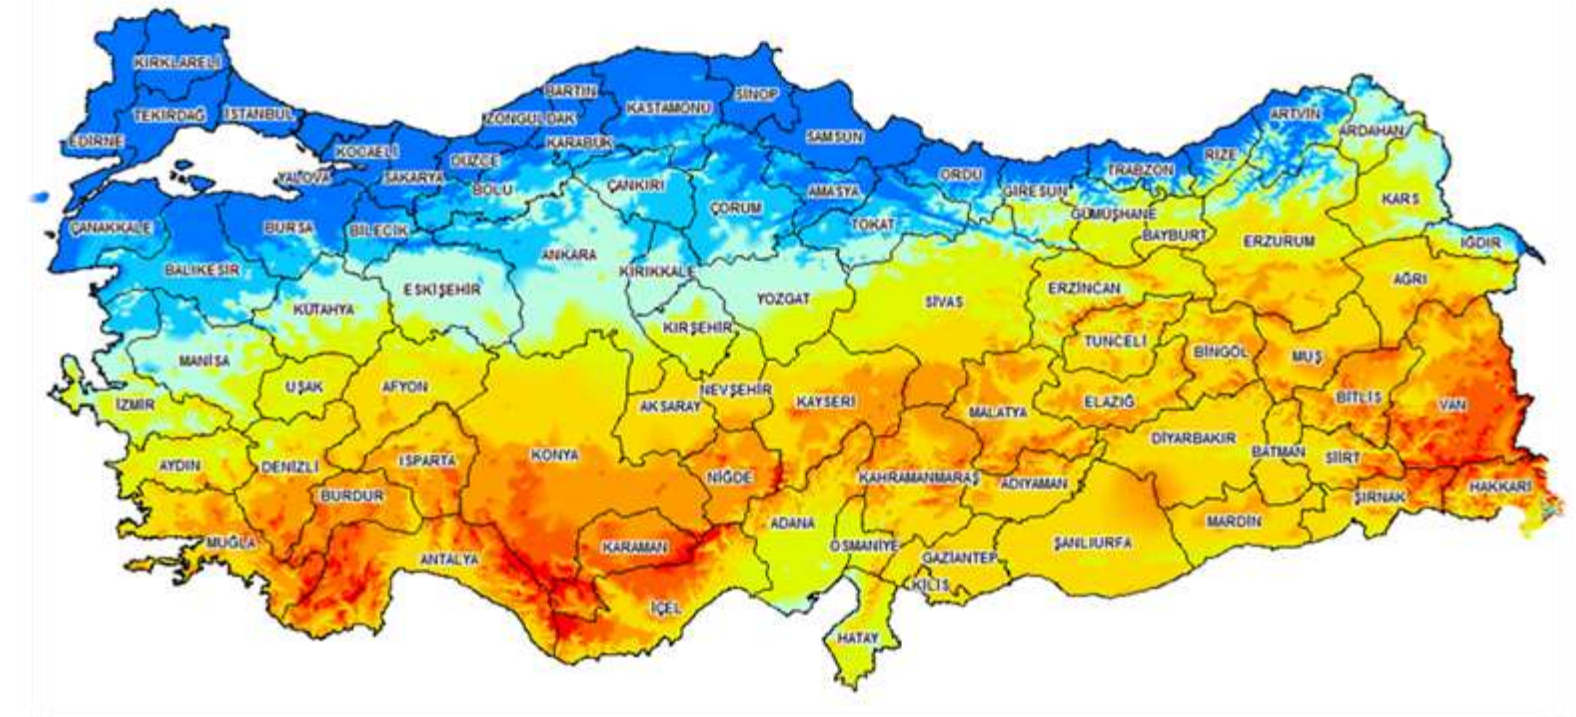 KIRKLARELİ
TEKİRDAĞ
İSTANBUL
EDİRNE
KOCAELİ
YALOVA
SAKARYA
DÜZCE
ZONGULDAK
BARTIN
KARABÜK
KASTAMONU
SİNOP
SAMSUN
BOLU
ÇANKIRI
ÇORUM
AMASYA
TOKAT
ORDU
GİRESUN
TRABZON
RİZE
ARTVİN
ARDAHAN
KARS
GÜMÜŞHANE
BAYBURT
ERZURUM
IĞDIR
AĞRI
ÇANAKKALE
BURSA
BİLECİK
BALIKESİR
KÜTAHYA
ESKİŞEHİR
ANKARA
KIRIKKALE
KIRŞEHİR
YOZGAT
SİVAS
ERZİNCAN
TUNCELİ
BİNGÖL
MUŞ
BİTLİS
VAN
MANİSA
İZMİR
UŞAK
AFYON
AKSARAY
NEVŞEHİR
KAYSERİ
MALATYA
ELAZIĞ
DİYARBAKIR
BATMAN
SİİRT
AYDIN
DENİZLİ
ISPARTA
BURDUR
KONYA
NİĞDE
KAHRAMANMARAŞ
ADIYAMAN
ŞIRNAK
HAKKARİ
MARDİN
MUĞLA
ANTALYA
KARAMAN
ADANA
OSMANİYE
GAZİANTEP
ŞANLIURFA
KİLİS
İÇEL
HATAY